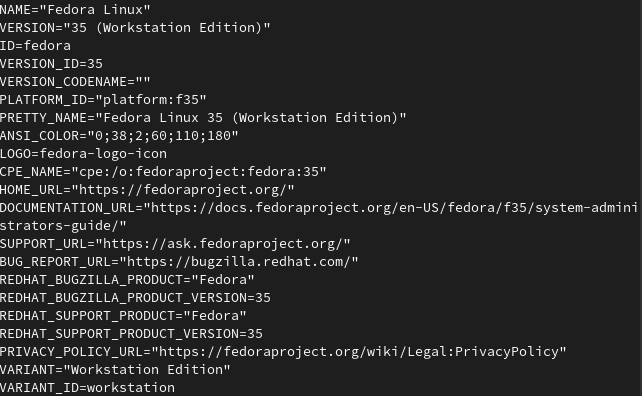 NAME="Fedora Linux"
VERSION="35 (Workstation Edition)"
ID=fedora
VERSION_ID=35
VERSION_CODENAME=""
PLATFORM_ID="platform:f35"
PRETTY_NAME="Fedora Linux 35 (Workstation Edition)"
ANSI_COLOR="0;38;2;60;110;180"
LOGO=fedora-logo-icon
CPE_NAME="cpe:/o:fedoraproject:fedora:35"
HOME_URL="https://fedoraproject.org/"
DOCUMENTATION_URL="https://docs.fedoraproject.org/en-US/fedora/f35/system-admini
strators-guide/"
SUPPORT_URL="https://ask.fedoraproject.org/"
BUG_REPORT_URL="https://bugzilla.redhat.com/"
REDHAT_BUGZILLA_PRODUCT="Fedora"
REDHAT_BUGZILLA_PRODUCT_VERSION=35
REDHAT_SUPPORT_PRODUCT="Fedora"
REDHAT_SUPPORT_PRODUCT_VERSION=35
PRIVACY_POLICY_URL="https://fedoraproject.org/wiki/Legal:PrivacyPolicy"
VARIANT="Workstation Edition"
VARIANT_ID=workstation